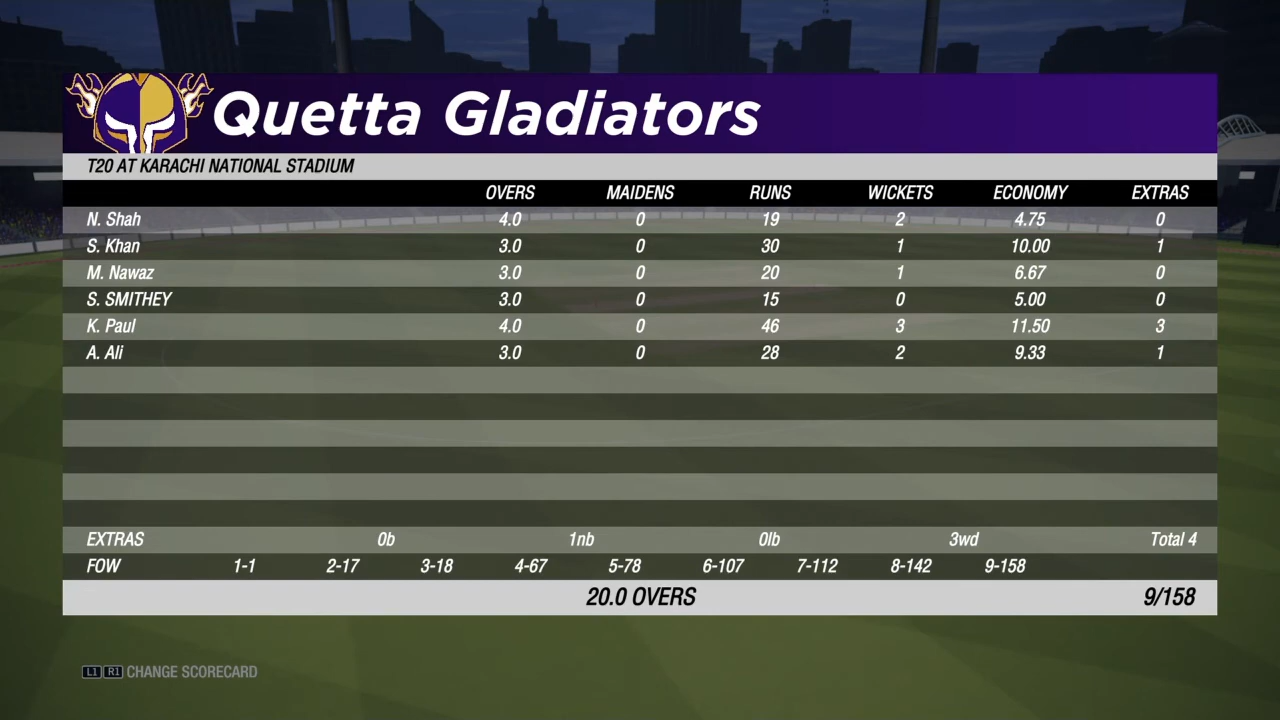 Quetta Gladiators
T20 AT KARACHI NATIONAL STADIUM
OVERS MAIDENS RUNS WICKETS ECONOMY EXTRAS
N. Shah 4.0 0 19 2 4.75 0
S. Khan 3.0 0 30 1 10.00 1
M. Nawaz 3.0 0 20 1 6.67 0
S. SMITHEY 3.0 0 15 0 5.00 0
K. Paul 4.0 0 46 3 11.50 3
A. Ali 3.0 0 28 2 9.33 1
EXTRAS 0b 1nb 0lb 3wd Total 4
FOW 1-1 2-17 3-18 4-67 5-78 6-107 7-112 8-142 9-158
20.0 OVERS 9/158
L1 R1 CHANGE SCORECARD